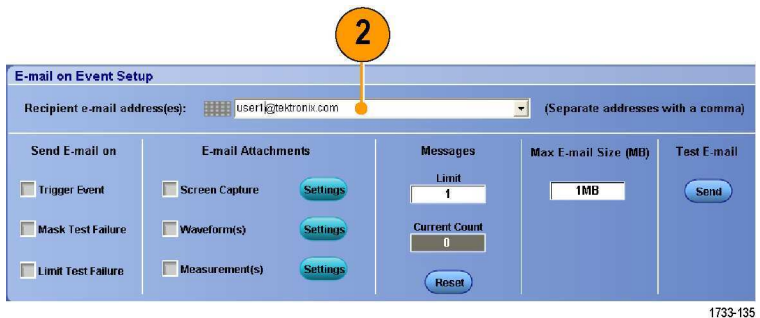 2
E-mail on Event Setup
Recipient e-mail address(es): user1@tektronix.com (Separate addresses with a comma)
Send E-mail on E-mail Attachments Messages Max E-mail Size (MB) Test E-mail
Limit
Trigger Event Screen Capture Settings 1 1MB Send
Mask Test Failure Waveform(s) Settings Current Count
0
Limit Test Failure Measurement(s) Settings Reset
1733-135